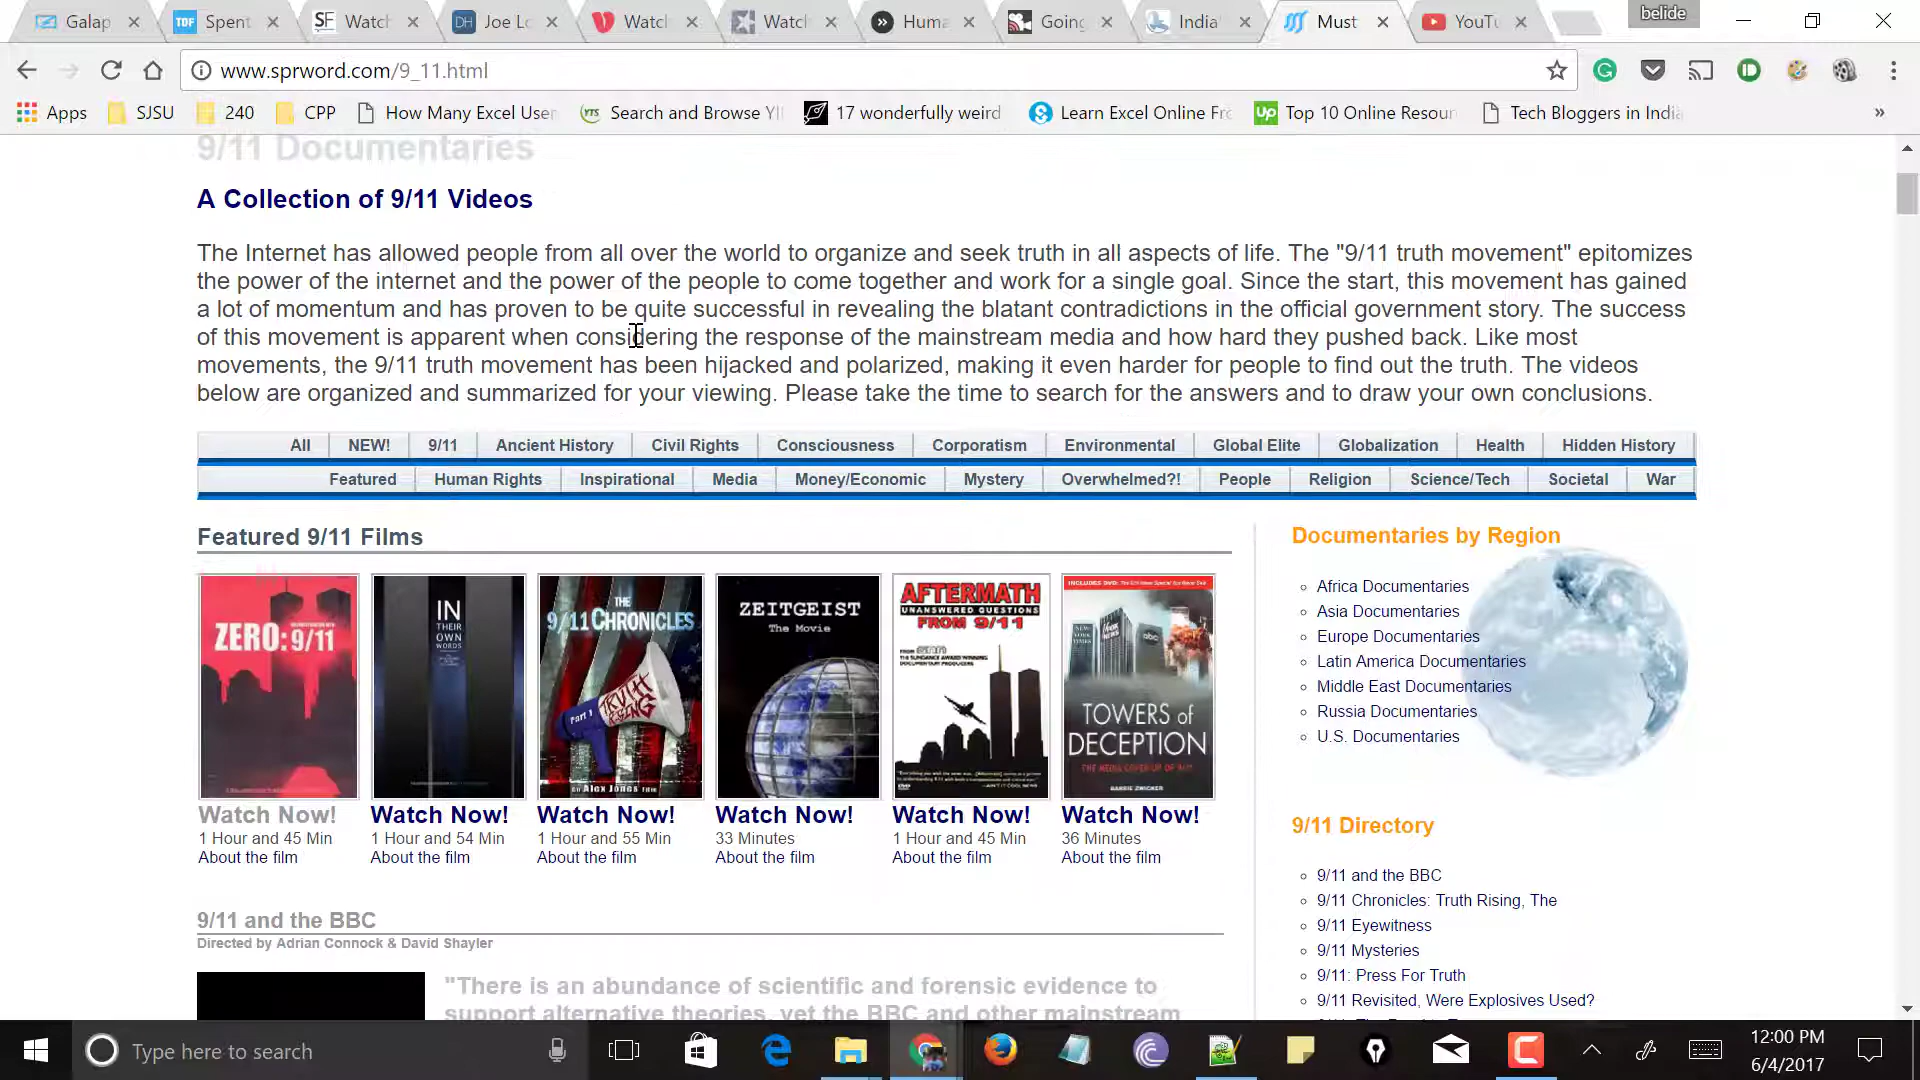 Galap
Spent
Watch
Joe Lo
Watch
Watch
Huma
Going
India'
Must
YouTu
belide
www.sprword.com/9_11.html
Apps
SJSU
240
CPP
How Many Excel User
Search and Browse YI
17 wonderfully weird
Learn Excel Online Fr
Top 10 Online Resour
Tech Bloggers in India
»
9/11 Documentaries
A Collection of 9/11 Videos
The Internet has allowed people from all over the world to organize and seek truth in all aspects of life. The "9/11 truth movement" epitomizes
the power of the internet and the power of the people to come together and work for a single goal. Since the start, this movement has gained
a lot of momentum and has proven to be quite successful in revealing the blatant contradictions in the official government story. The success
of this movement is apparent when considering the response of the mainstream media and how hard they pushed back. Like most
movements, the 9/11 truth movement has been hijacked and polarized, making it even harder for people to find out the truth. The videos
below are organized and summarized for your viewing. Please take the time to search for the answers and to draw your own conclusions.
All NEW! 9/11 Ancient History Civil Rights Consciousness Corporatism Environmental Global Elite Globalization Health Hidden History
Featured Human Rights Inspirational Media Money/Economic Mystery Overwhelmed?! People Religion Science/Tech Societal War
Featured 9/11 Films
ZERO: 9/11
IN
THEIR
OWN
WORDS
THE
9/11 CHRONICLES
Part 1
TRUTH
RISING
AN Alex Jones FILM
ZEITGEIST
The Movie
AFTERMATH
UNANSWERED QUESTIONS
FROM 9/11
TOWERS of
DECEPTION
THE MEDIA COVER-UP OF 9/11
BARRIE ZWICKER
Watch Now! Watch Now! Watch Now! Watch Now! Watch Now! Watch Now!
1 Hour and 45 Min 1 Hour and 54 Min 1 Hour and 55 Min 33 Minutes 1 Hour and 45 Min 36 Minutes
About the film About the film About the film About the film About the film About the film
9/11 and the BBC
Directed by Adrian Connock & David Shayler
"There is an abundance of scientific and forensic evidence to
support alternative theories, yet the BBC and other mainstream
Documentaries by Region
Africa Documentaries
Asia Documentaries
Europe Documentaries
Latin America Documentaries
Middle East Documentaries
Russia Documentaries
U.S. Documentaries
9/11 Directory
9/11 and the BBC
9/11 Chronicles: Truth Rising, The
9/11 Eyewitness
9/11 Mysteries
9/11: Press For Truth
9/11 Revisited, Were Explosives Used?
Type here to search
12:00 PM
6/4/2017